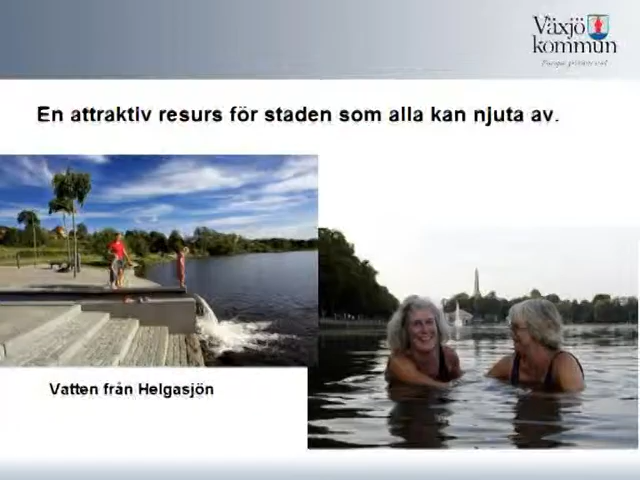 Växjö
kommun
En attraktiv resurs för staden som alla kan njuta av.
Vatten från Helgasjön